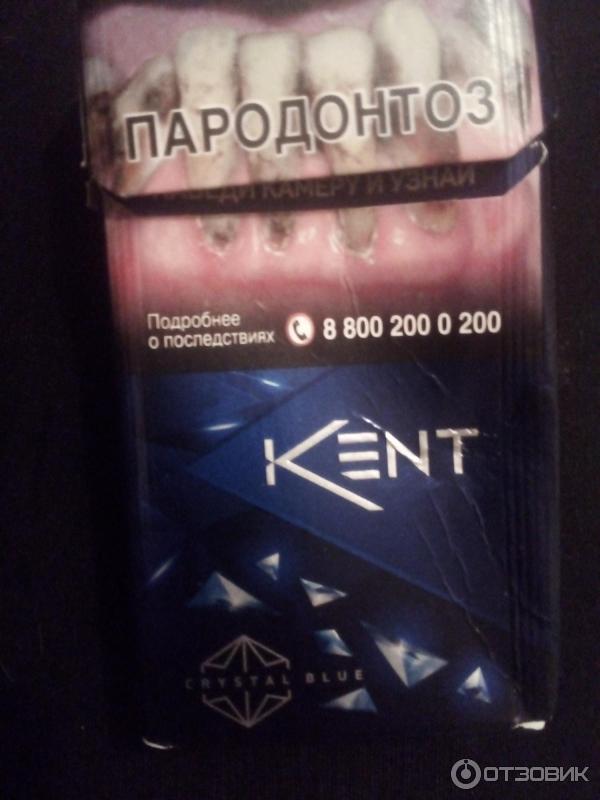 ПАРОДОНТОЗ
НАВЕДИ КАМЕРУ И УЗНАЙ
Подробнее
о последствиях
8 800 200 0 200
KENT
CRYSTAL BLUE
ОТЗОВИК